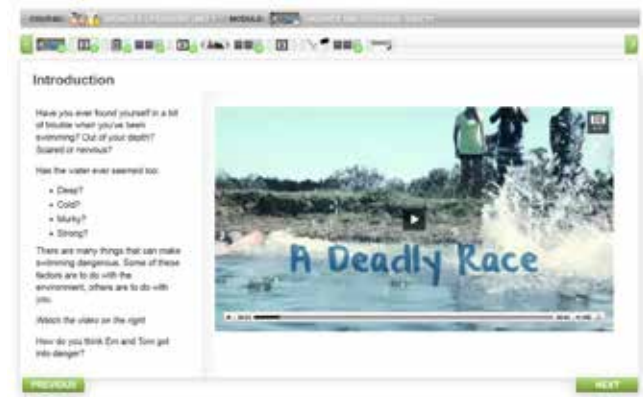 COURSE:
MODULE:
Introduction
Have you ever found yourself in a bit
of trouble when you've been
swimming? Out of your depth?
Scared or nervous?
Has the water ever seemed too:
• Deep?
• Cold?
• Murky?
• Strong?
There are many things that can make
swimming dangerous. Some of these
factors are to do with the
environment, others are to do with
you.
Watch the video on the right
How do you think Em and Tom get
into danger?
A Deadly Race
PREVIOUS
NEXT